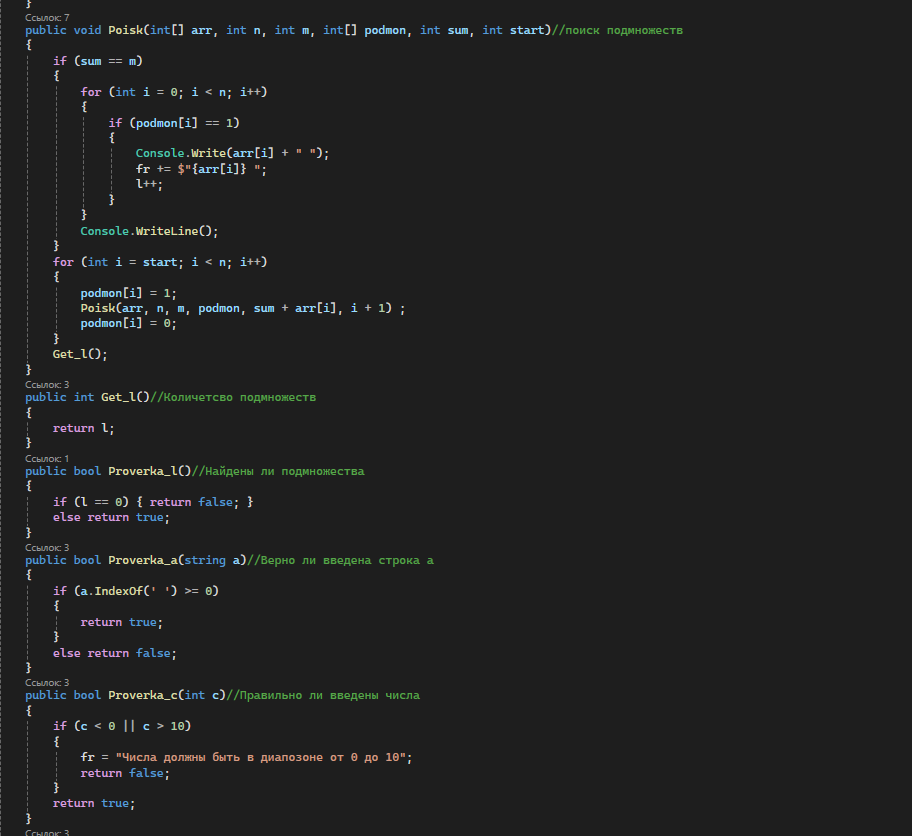 }
Ссылок: 7
public void Poisk(int[] arr, int n, int m, int[] podmon, int sum, int start)//поиск подмножеств
{
if (sum == m)
{
for (int i = 0; i < n; i++)
{
if (podmon[i] == 1)
{
Console.Write(arr[i] + " ");
fr += $"{arr[i]} ";
l++;
}
}
Console.WriteLine();
}
for (int i = start; i < n; i++)
{
podmon[i] = 1;
Poisk(arr, n, m, podmon, sum + arr[i], i + 1) ;
podmon[i] = 0;
}
Get_l();
}
Ссылок: 3
public int Get_l()//Количетсво подмножеств
{
return l;
}
Ссылок: 1
public bool Proverka_l()//Найдены ли подмножества
{
if (l == 0) { return false; }
else return true;
}
Ссылок: 3
public bool Proverka_a(string a)//Верно ли введена строка а
{
if (a.IndexOf(' ') >= 0)
{
return true;
}
else return false;
}
Ссылок: 3
public bool Proverka_c(int c)//Правильно ли введены числа
{
if (c < 0 || c > 10)
{
fr = "Числа должны быть в диапозоне от 0 до 10";
return false;
}
return true;
}
Ссылок: 3